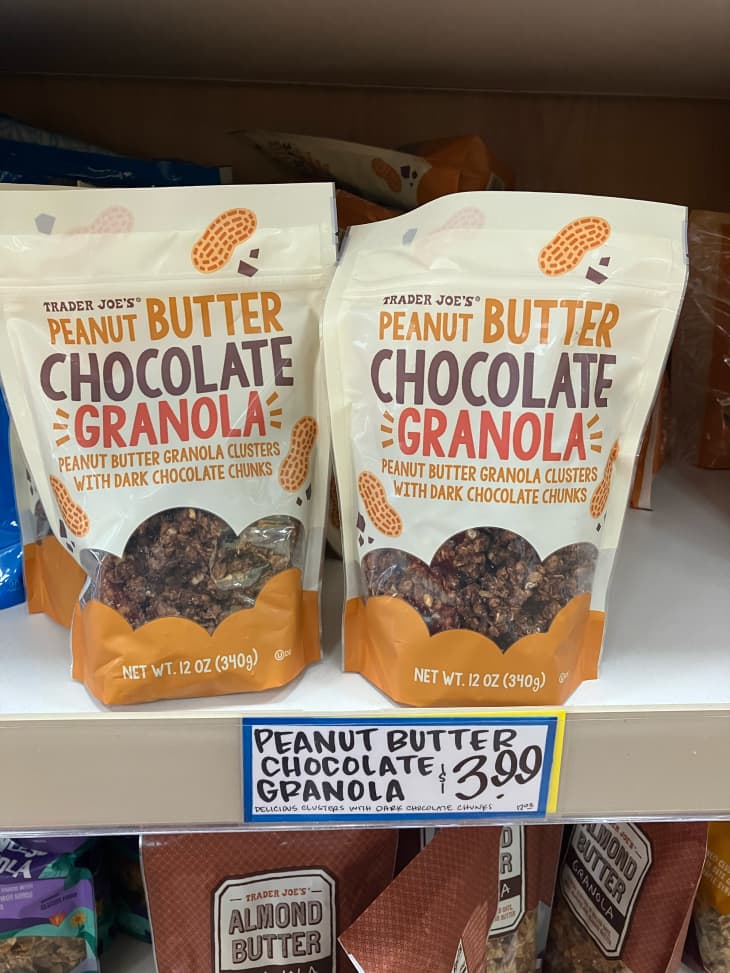 TRADER JOE'S®
PEANUT BUTTER
CHOCOLATE
GRANOLA
PEANUT BUTTER GRANOLA CLUSTERS
WITH DARK CHOCOLATE CHUNKS
NET WT. 12 OZ (340g)
TRADER JOE'S®
PEANUT BUTTER
CHOCOLATE
GRANOLA
PEANUT BUTTER GRANOLA CLUSTERS
WITH DARK CHOCOLATE CHUNKS
NET WT. 12 OZ (340g)
PEANUT BUTTER
CHOCOLATE
GRANOLA
$3.99
DELICIOUS CLUSTERS WITH DARK CHOCOLATE CHUNKS
12oz
TRADER JOE'S
ALMOND
BUTTER
ALMOND
BUTTER
GRANOLA